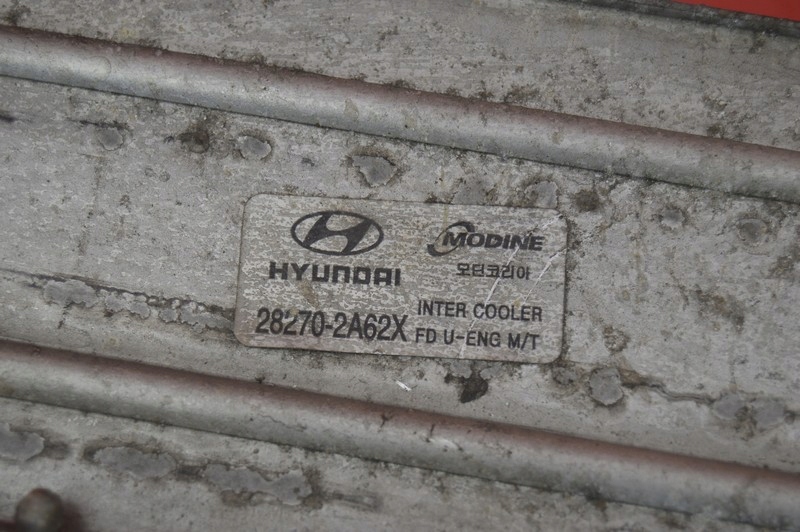 HYUNDAI
MODINE
모딘코리아
28270-2A62X
INTER COOLER
FD U-ENG M/T